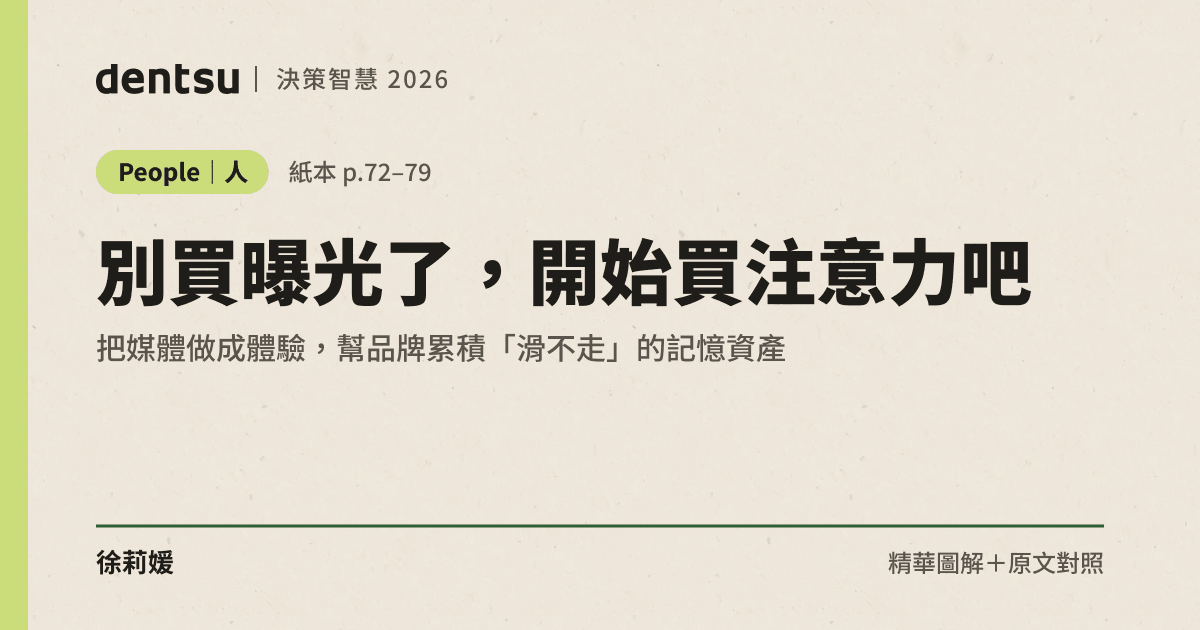 dentsu｜決策智慧 2026
People｜人 紙本 p.72–79
別買曝光了，開始買注意力吧
把媒體做成體驗，幫品牌累積「滑不走」的記憶資產
徐莉媛 精華圖解＋原文對照